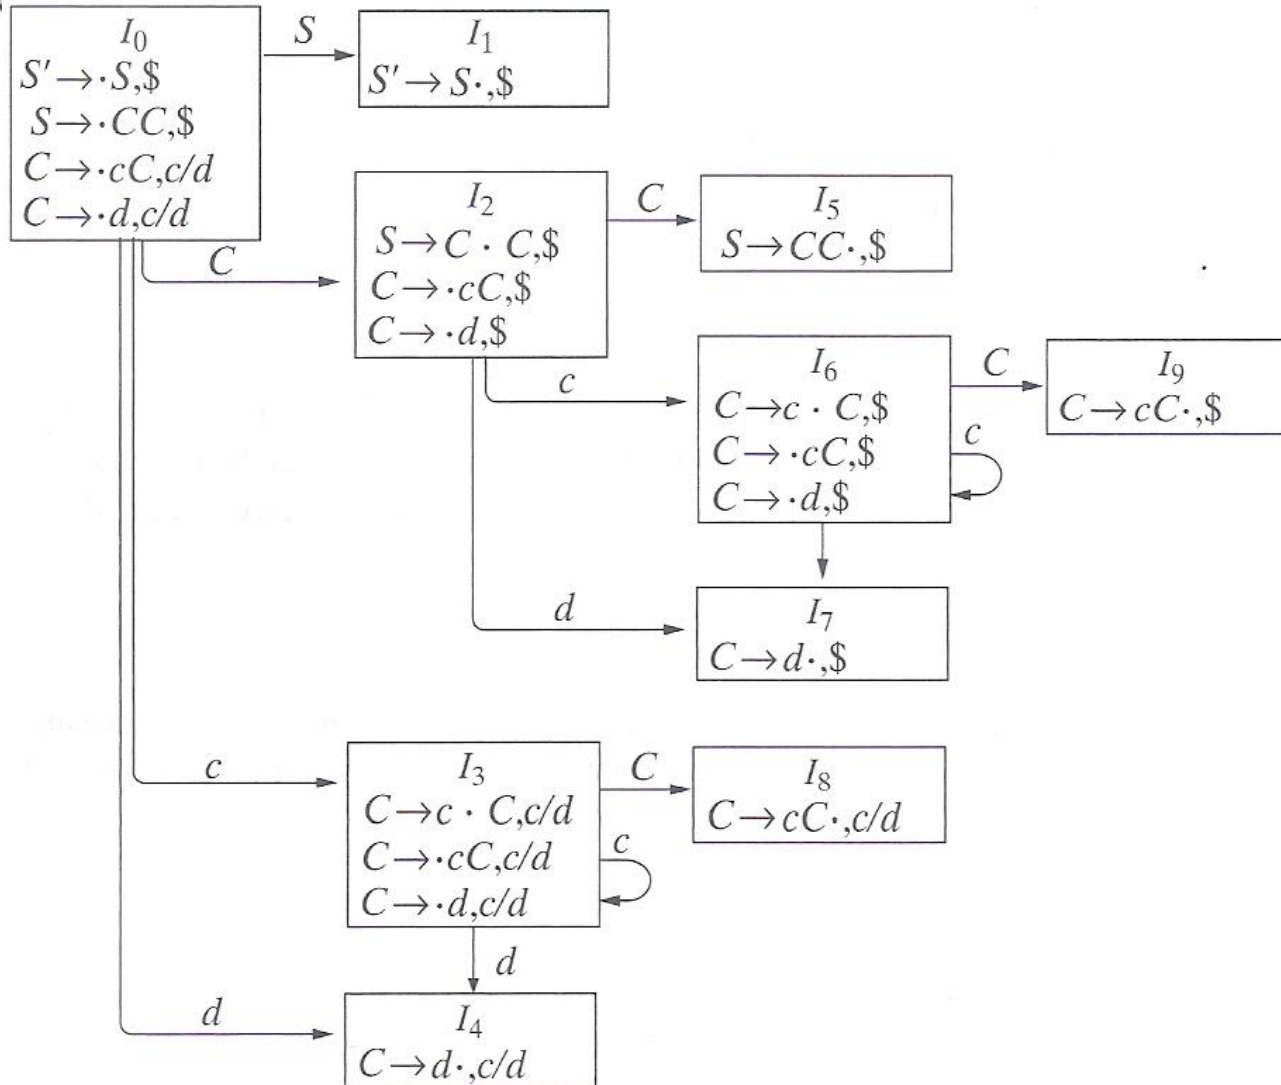 I₀
S' → ·S,$
S → ·CC,$
C → ·cC,c/d
C → ·d,c/d
S
I₁
S' → S·,$
C
I₂
S → C · C,$
C → ·cC,$
C → ·d,$
C
I₅
S → CC·,$
c
I₆
C → c · C,$
C → ·cC,$
C → ·d,$
C
I₉
C → cC·,$
c
d
I₇
C → d·,$
c
I₃
C → c · C,c/d
C → ·cC,c/d
C → ·d,c/d
C
I₈
C → cC·,c/d
c
d
d
I₄
C → d·,c/d